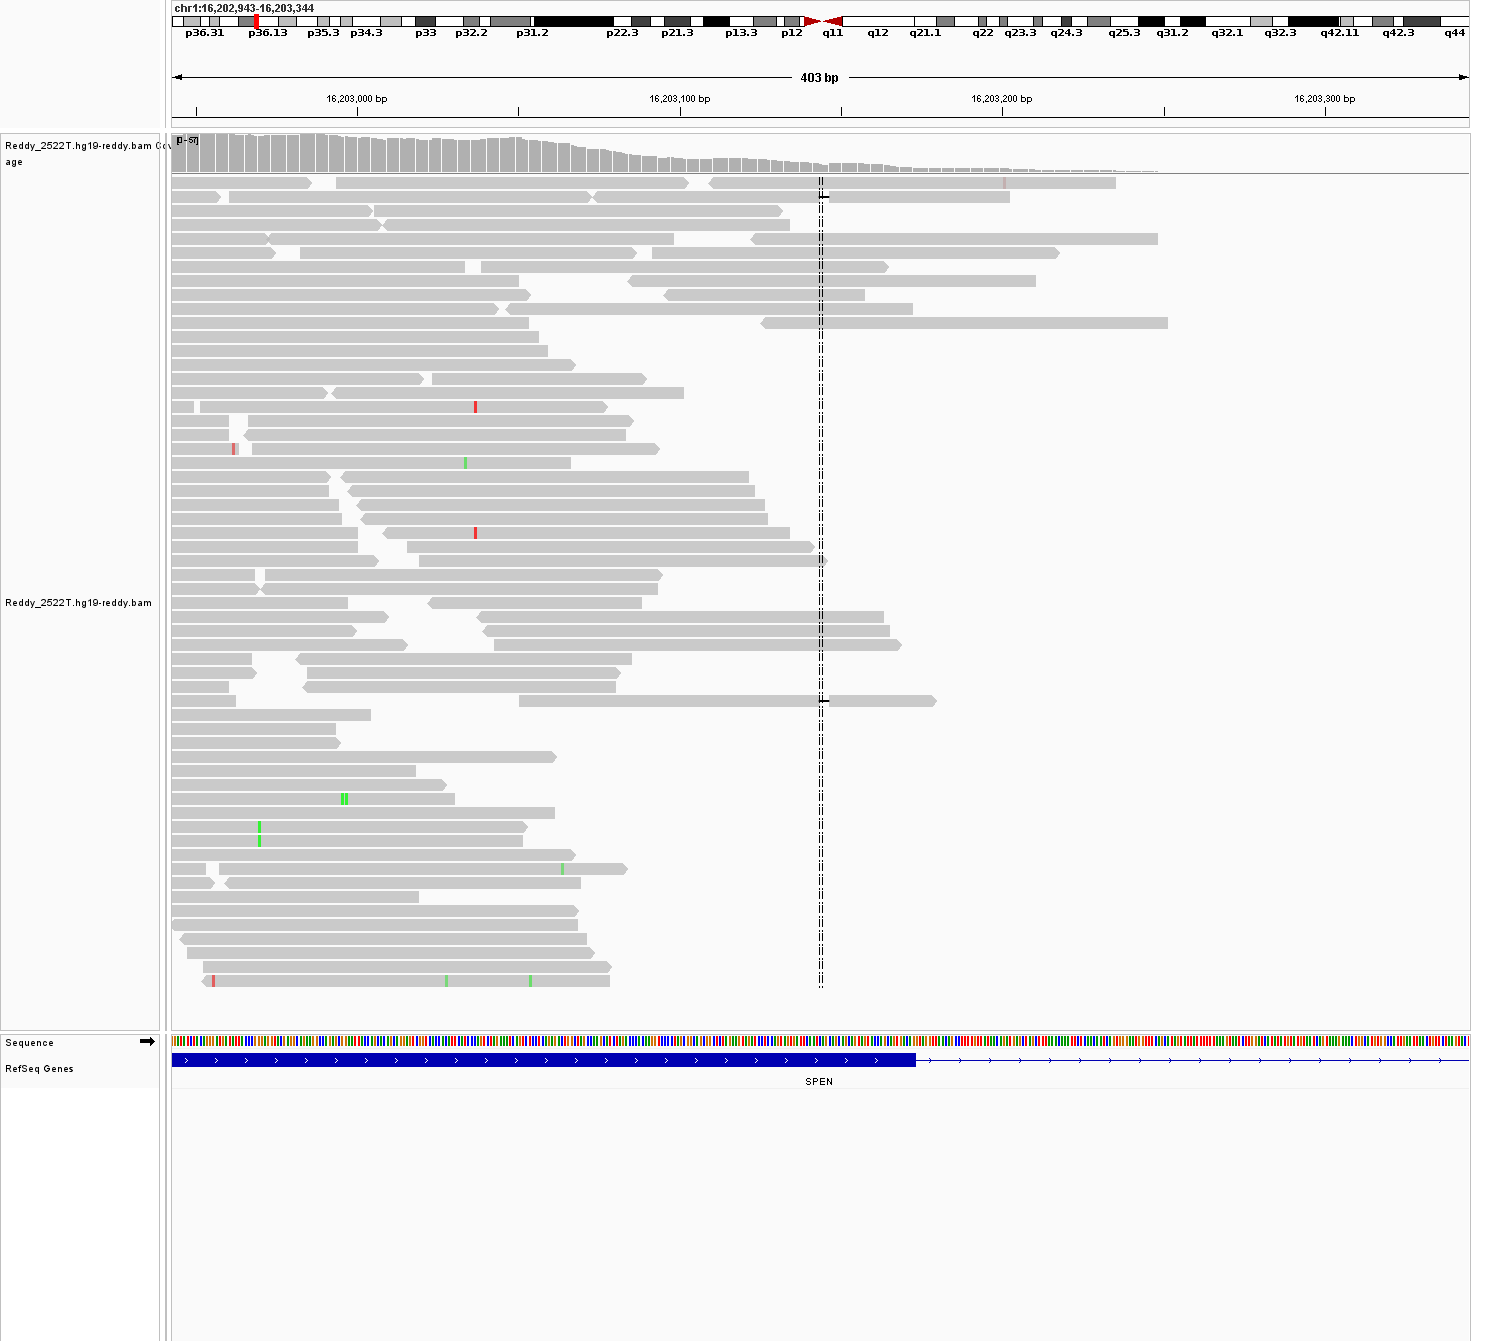 chr1:16,202,943-16,203,344
p36.31 p36.13 p35.3 p34.3 p33 p32.2 p31.2 p22.3 p21.3 p13.3 p12 q11 q12 q21.1 q22 q23.3 q24.3 q25.3 q31.2 q32.1 q32.3 q42.11 q42.3 q44
403 bp
16,203,000 bp 16,203,100 bp 16,203,200 bp 16,203,300 bp
[0 - 57]
Reddy_2522T.hg19-reddy.bam Cov
age
Reddy_2522T.hg19-reddy.bam
Sequence
RefSeq Genes
SPEN